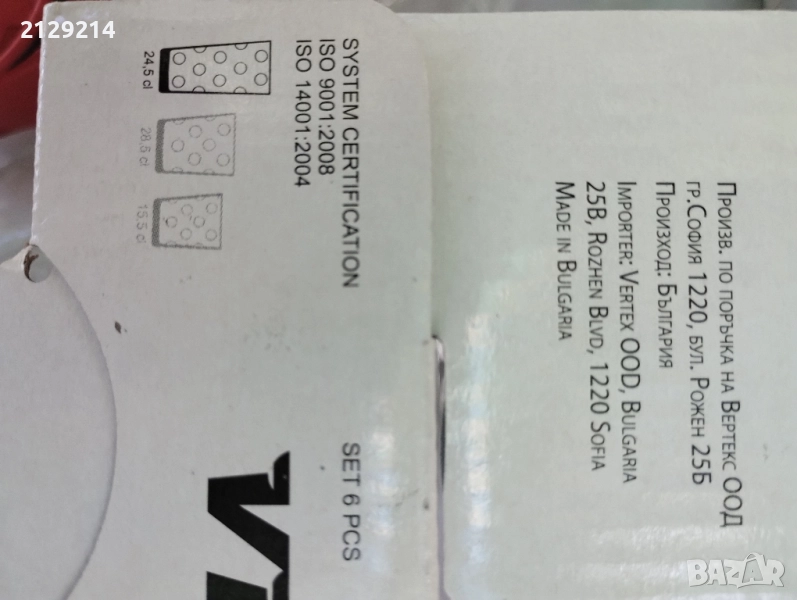 2129214
SYSTEM CERTIFICATION
ISO 9001:2008
ISO 14001:2004
24,5 cl
28,5 cl
15,5 cl
SET 6 PCS
Произв. по поръчка на Вертекс ООД
гр.София 1220, бул. Рожен 25Б
Произход: България
Importer: Vertex OOD, Bulgaria
25B, Rozhen Blvd, 1220 Sofia
Made in Bulgaria
BAZAR